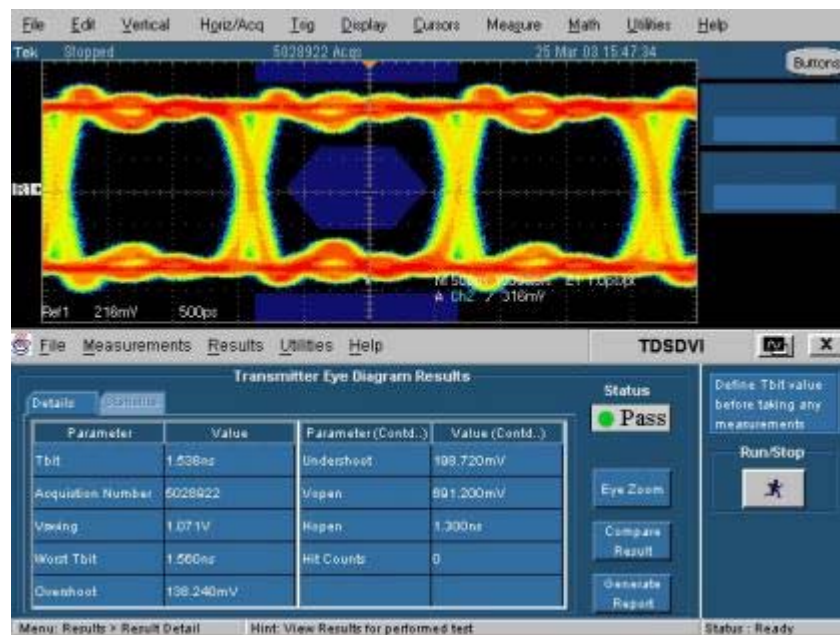 File Edit Vertical Horiz/Acq Trig Display Cursors Measure Math Utilities Help
Tek Stopped 5028922 Acqs 25 Mar 03 15:47:34
Buttons
R1
Ref1 216mV 500ps
A Ch2 / 316mV
File Measurements Results Utilities Help TDSDVI X
Transmitter Eye Diagram Results
Details
Status
Pass
Define Tbit value
before taking any
measurements
Parameter Value Parameter(Contd..) Value (Contd..)
Tbit 1.538ns Undershoot 198.720mV
Acquistion Number 5028922 Vopen 891.200mV
Vswing 1.071V Hopen 1.300ns
Worst Tbit 1.560ns Hit Counts 0
Overshoot 138.240mV
Run/Stop
Eye Zoom
Compare
Result
Generate
Report
Menu: Results > Result Detail Hint: View Results for performed test Status : Ready